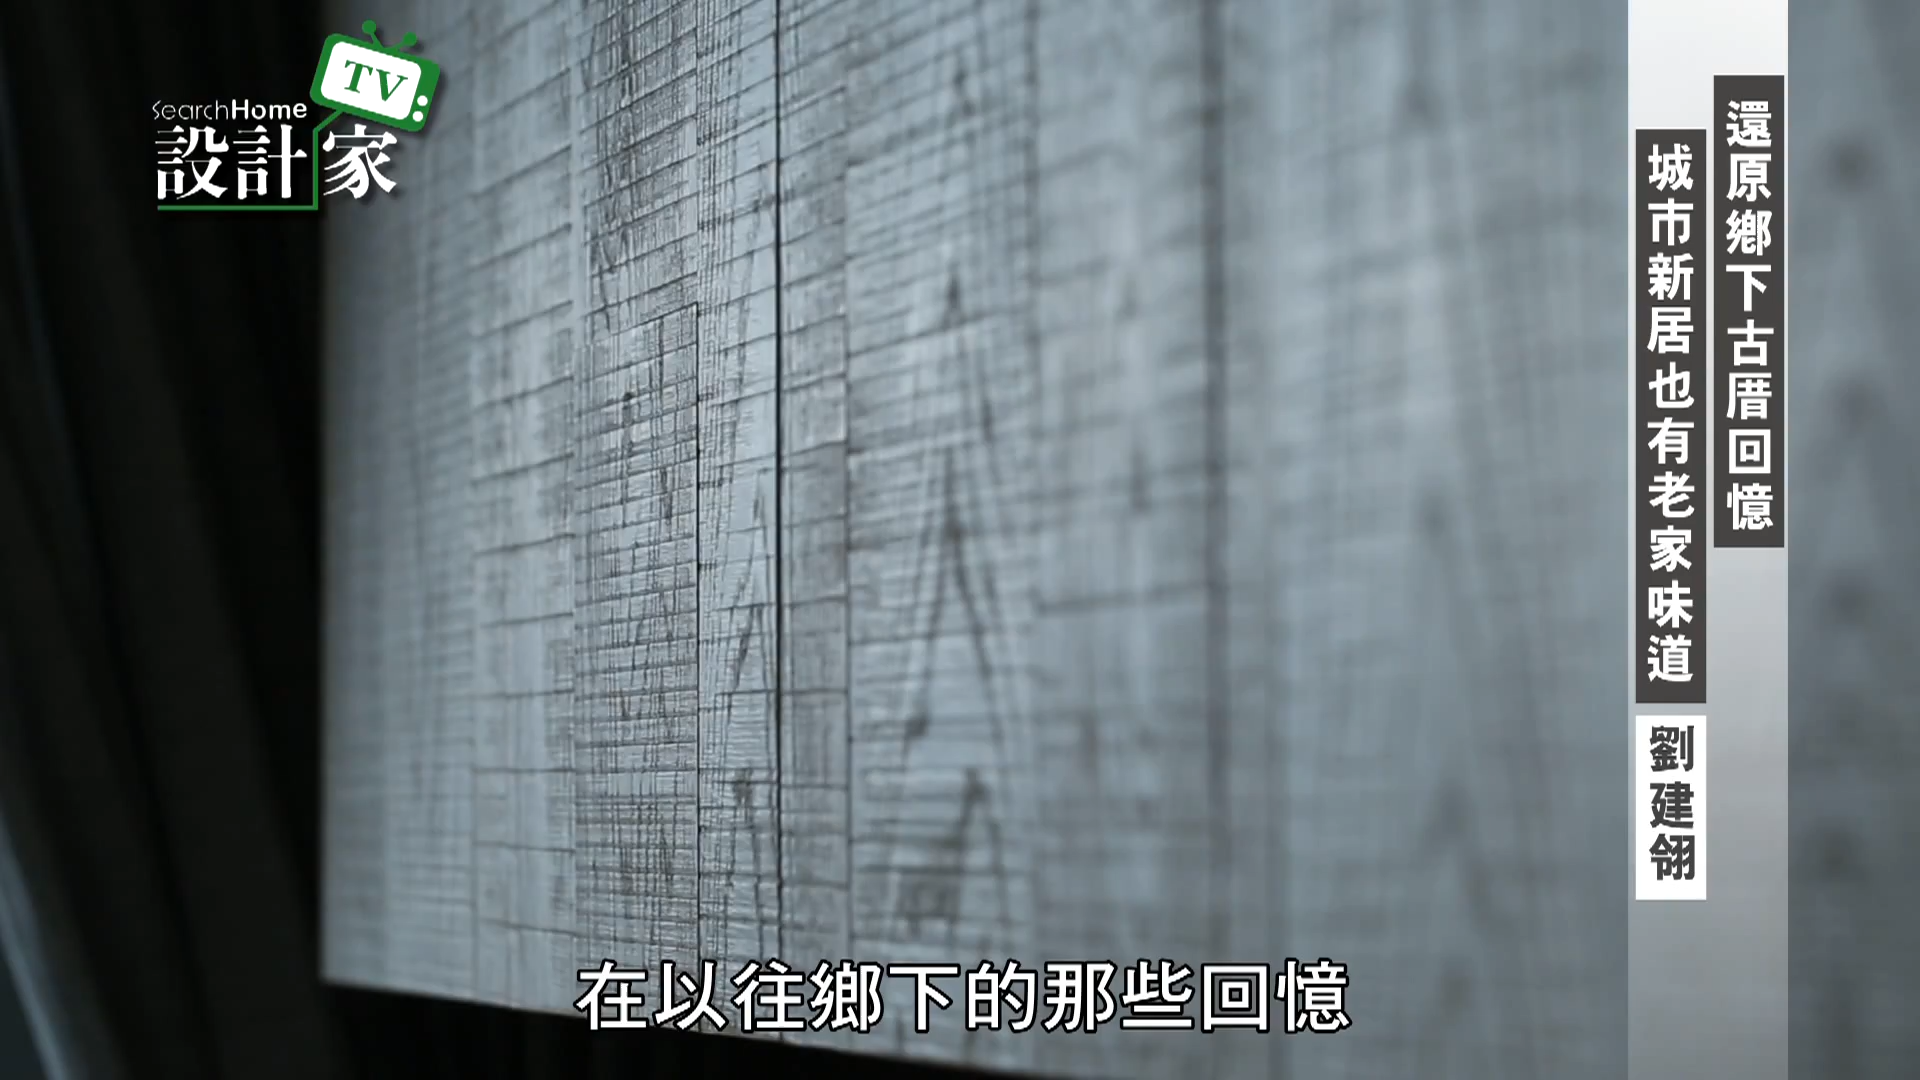 TV
SearchHome
設計家
還原鄉下古厝回憶
城市新居也有老家味道
劉建翎
在以往鄉下的那些回憶